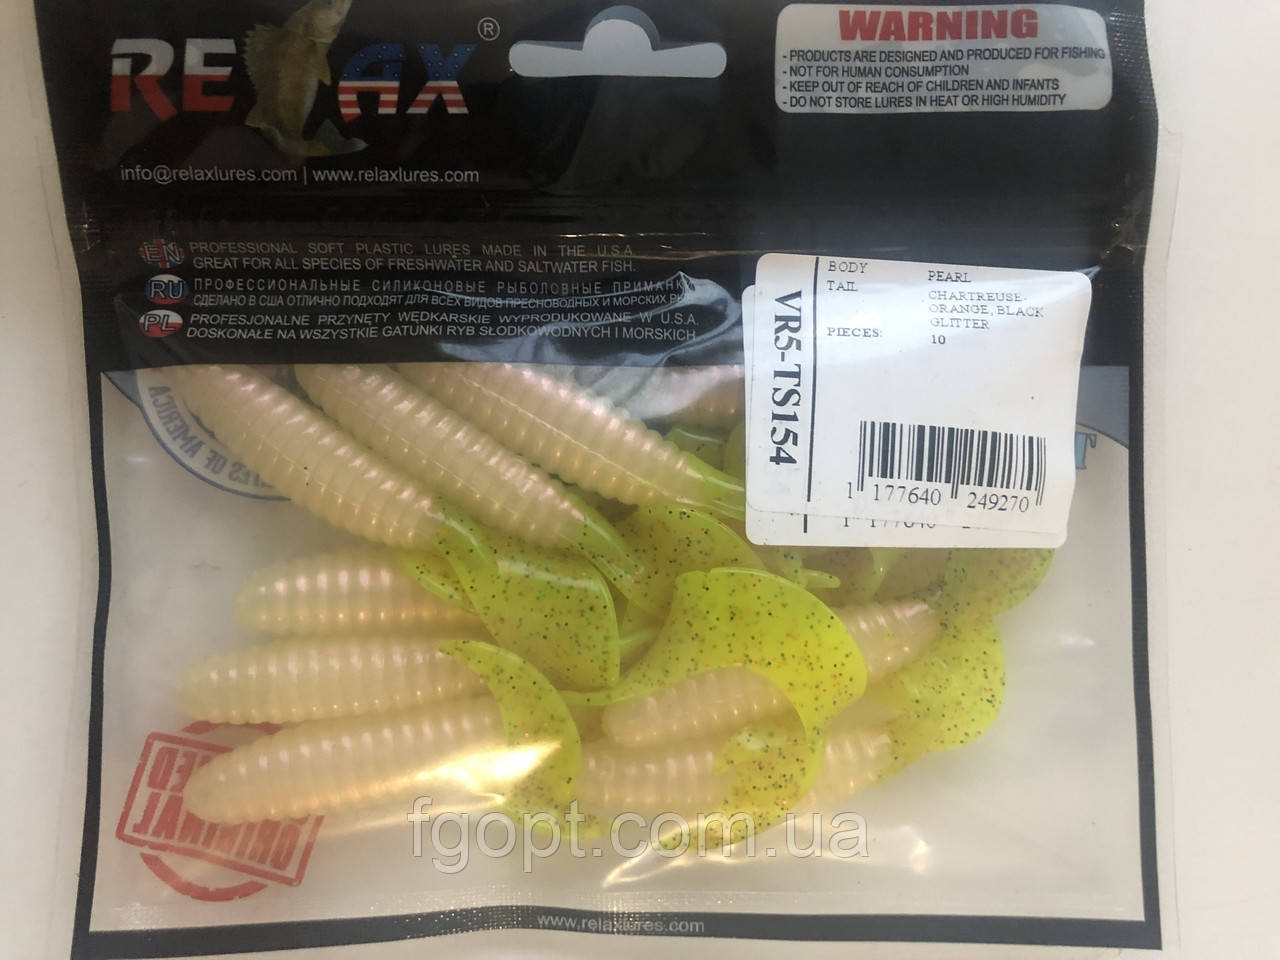 RELAX®
info@relaxlures.com | www.relaxlures.com
WARNING
- PRODUCTS ARE DESIGNED AND PRODUCED FOR FISHING
- NOT FOR HUMAN CONSUMPTION
- KEEP OUT OF REACH OF CHILDREN AND INFANTS
- DO NOT STORE LURES IN HEAT OR HIGH HUMIDITY
EN PROFESSIONAL SOFT PLASTIC LURES MADE IN THE U.S.A
GREAT FOR ALL SPECIES OF FRESHWATER AND SALTWATER FISH.
RU ПРОФЕССИОНАЛЬНЫЕ СИЛИКОНОВЫЕ РЫБОЛОВНЫЕ ПРИМАНК
СДЕЛАНО В США ОТЛИЧНО ПОДХОДЯТ ДЛЯ ВСЕХ ВИДОВ ПРЕСНОВОДНЫХ И МОРСКИХ
PL PROFESJONALNE PRZYNĘTY WĘDKARSKIE WYPRODUKOWANE W U.S.A.
DOSKONAŁE NA WSZYSTKIE GATUNKI RYB SŁODKOWODNYCH I MORSKICH
VR5-TS154
BODY PEARL
TAIL CHARTREUSE-
ORANGE, BLACK
GLITTER
PIECES: 10
1 177640 249270
OF AMERICA
ORIGINAL
fgopt.com.ua
www.relaxlures.com